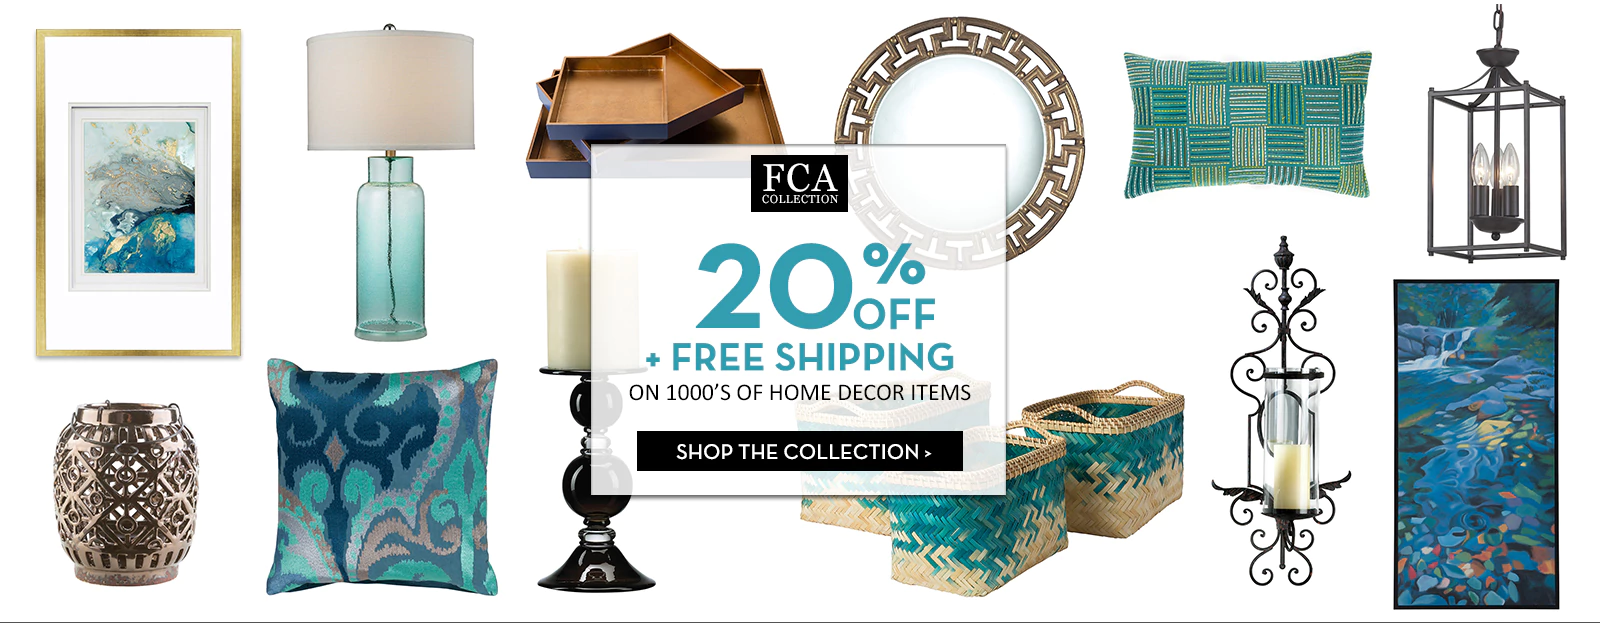 FCA
COLLECTION
20% OFF
+ FREE SHIPPING
ON 1000'S OF HOME DECOR ITEMS
SHOP THE COLLECTION >